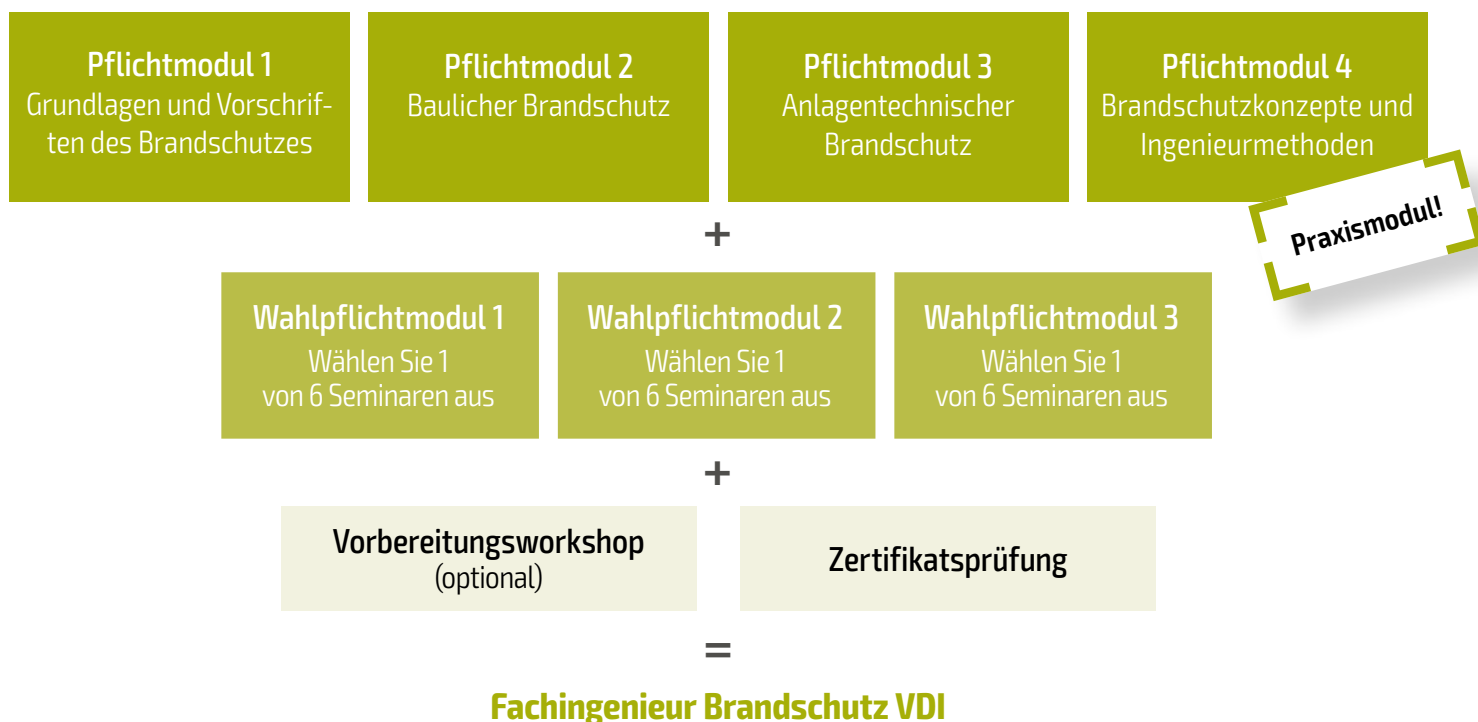 Pflichtmodul 1
Grundlagen und Vorschrif-
ten des Brandschutzes
Pflichtmodul 2
Baulicher Brandschutz
Pflichtmodul 3
Anlagentechnischer
Brandschutz
Pflichtmodul 4
Brandschutzkonzepte und
Ingenieurmethoden
Praxismodul!
+
Wahlpflichtmodul 1
Wählen Sie 1
von 6 Seminaren aus
Wahlpflichtmodul 2
Wählen Sie 1
von 6 Seminaren aus
Wahlpflichtmodul 3
Wählen Sie 1
von 6 Seminaren aus
+
Vorbereitungsworkshop
(optional)
Zertifikatsprüfung
=
Fachingenieur Brandschutz VDI